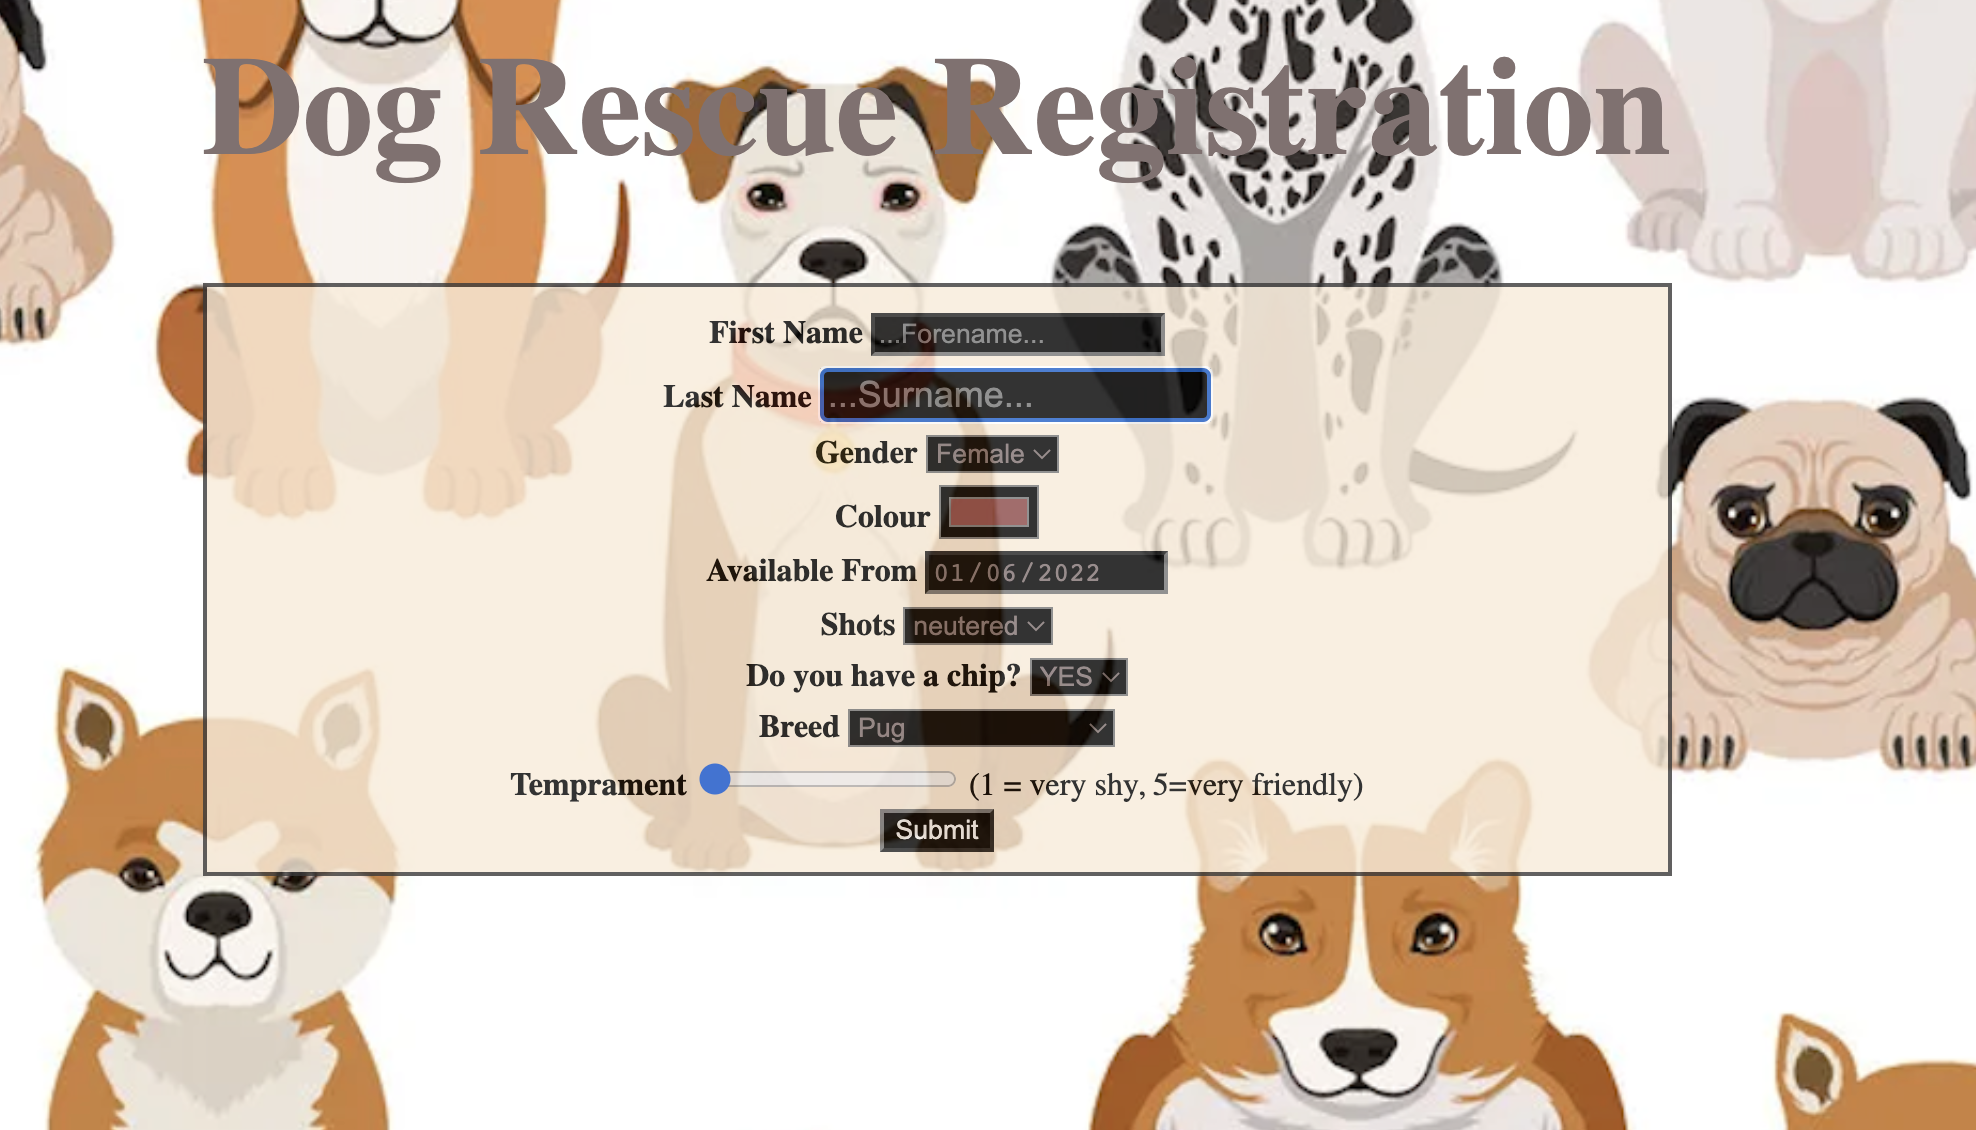 Dog Rescue Registration
First Name ...Forename...
Last Name ...Surname...
Gender Female
Colour
Available From 01/06/2022
Shots neutered
Do you have a chip? YES
Breed Pug
Temprament (1 = very shy, 5=very friendly)
Submit